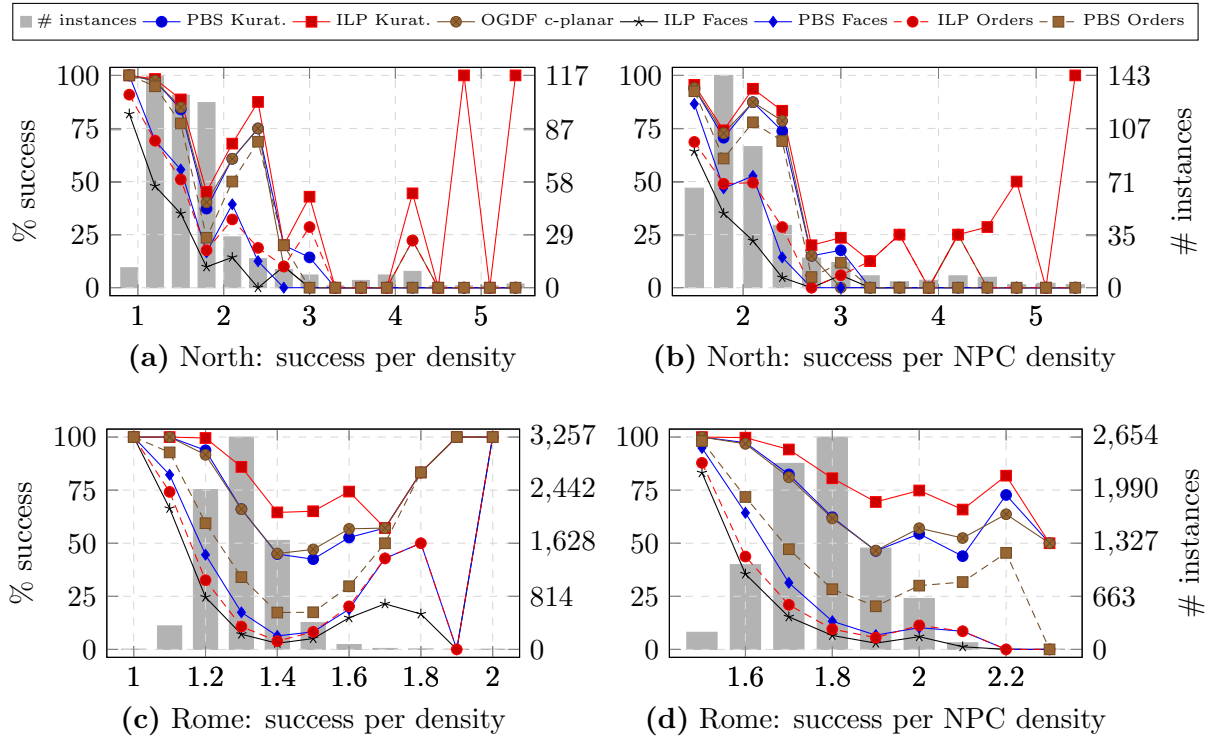 # instances PBS Kurat. ILP Kurat. OGDF c-planar ILP Faces PBS Faces ILP Orders PBS Orders
100 75 50 25 0
% success
117 87 58 29 0
1 2 3 4 5
(a) North: success per density
100 75 50 25 0
143 107 71 35 0
# instances
2 3 4 5
(b) North: success per NPC density
100 75 50 25 0
% success
3,257 2,442 1,628 814 0
1 1.2 1.4 1.6 1.8 2
(c) Rome: success per density
100 75 50 25 0
2,654 1,990 1,327 663 0
# instances
1.6 1.8 2 2.2
(d) Rome: success per NPC density